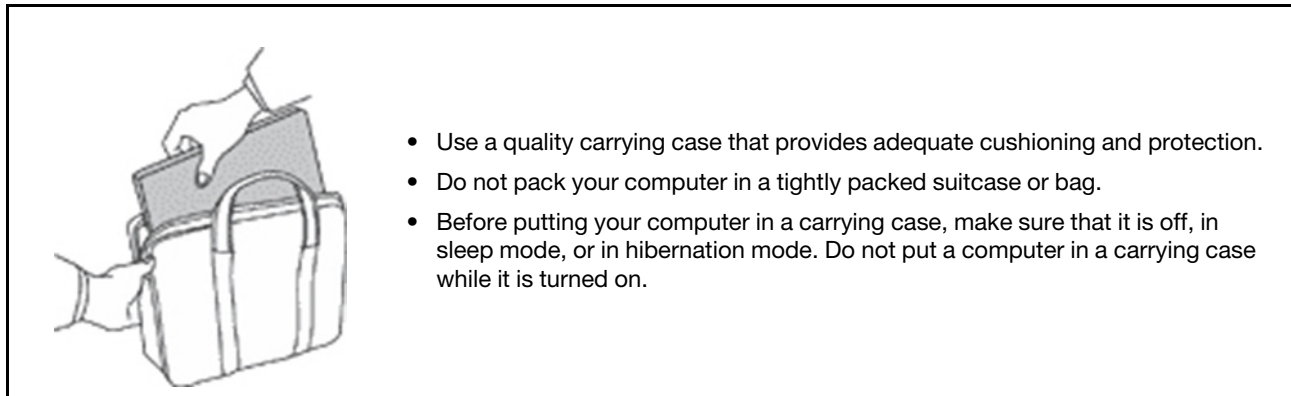 • Use a quality carrying case that provides adequate cushioning and protection.
• Do not pack your computer in a tightly packed suitcase or bag.
• Before putting your computer in a carrying case, make sure that it is off, in
sleep mode, or in hibernation mode. Do not put a computer in a carrying case
while it is turned on.